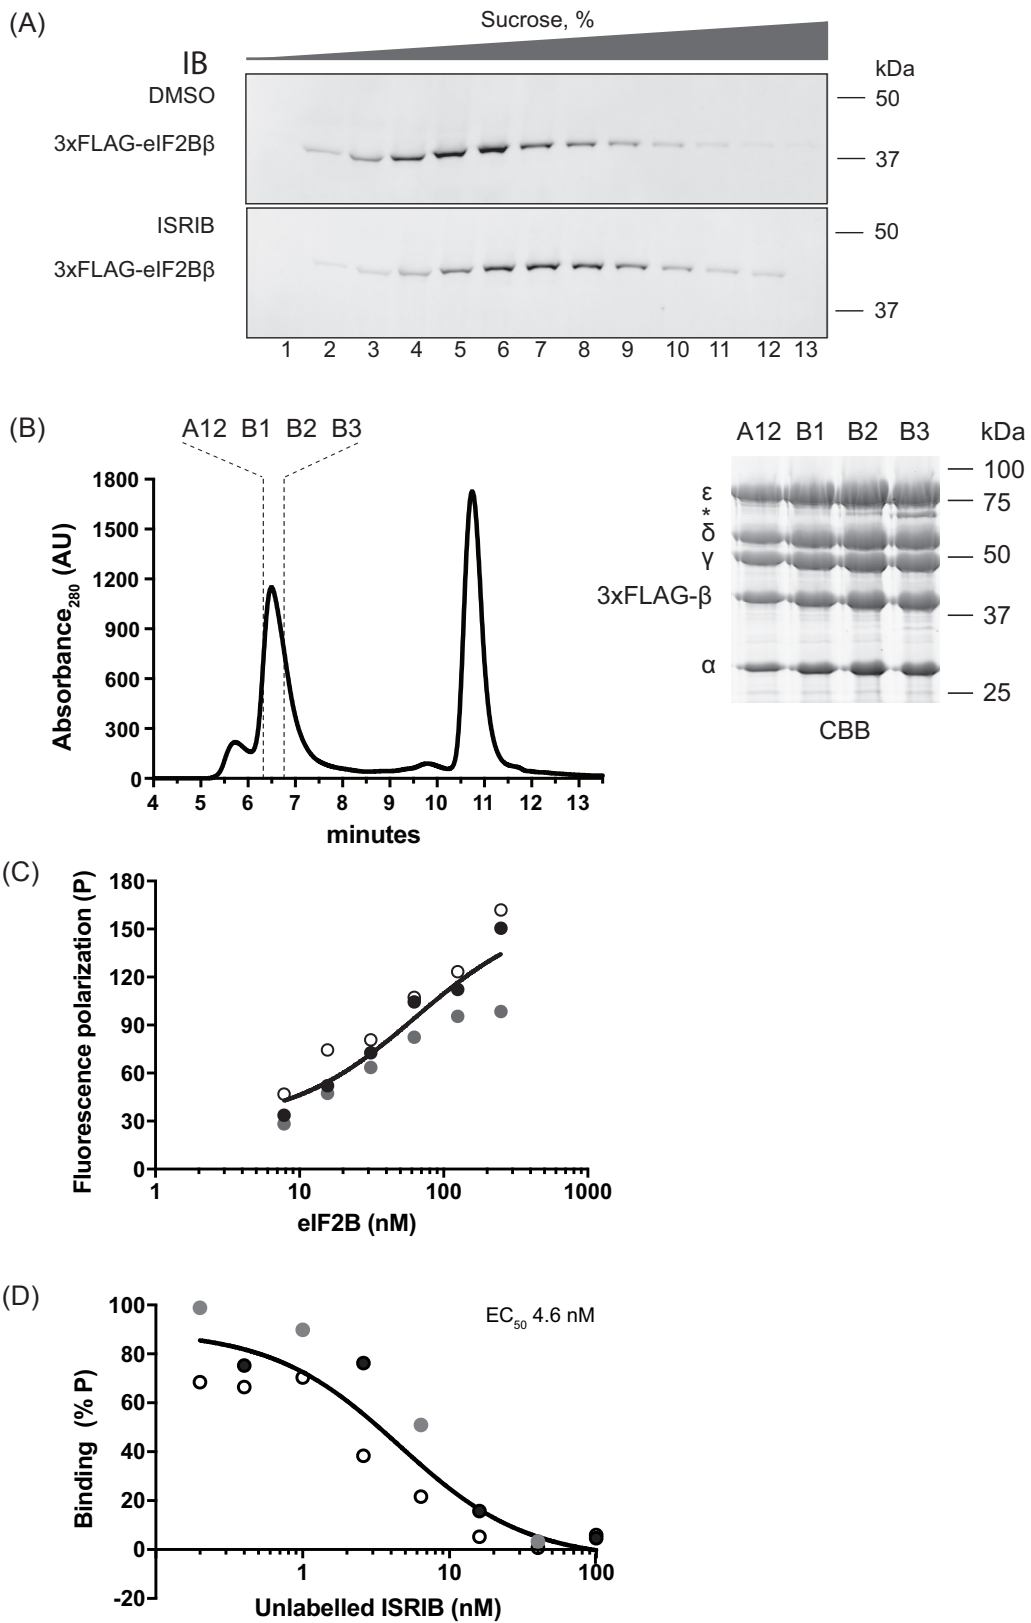 (A)
Sucrose, %
IB
kDa
DMSO
50
3xFLAG-eIF2Bβ
37
ISRIB
50
3xFLAG-eIF2Bβ
37
1 2 3 4 5 6 7 8 9 10 11 12 13
(B)
A12 B1 B2 B3
1800
1500
1200
900
600
300
0
Absorbance280 (AU)
4 5 6 7 8 9 10 11 12 13
minutes
A12 B1 B2 B3 kDa
100
ε
75
*
δ
γ
50
3xFLAG-β
37
α
25
CBB
(C)
180
150
120
90
60
30
0
Fluorescence polarization (P)
1 10 100 1000
eIF2B (nM)
(D)
100
80
60
40
20
0
-20
Binding (% P)
EC50 4.6 nM
1 10 100
Unlabelled ISRIB (nM)